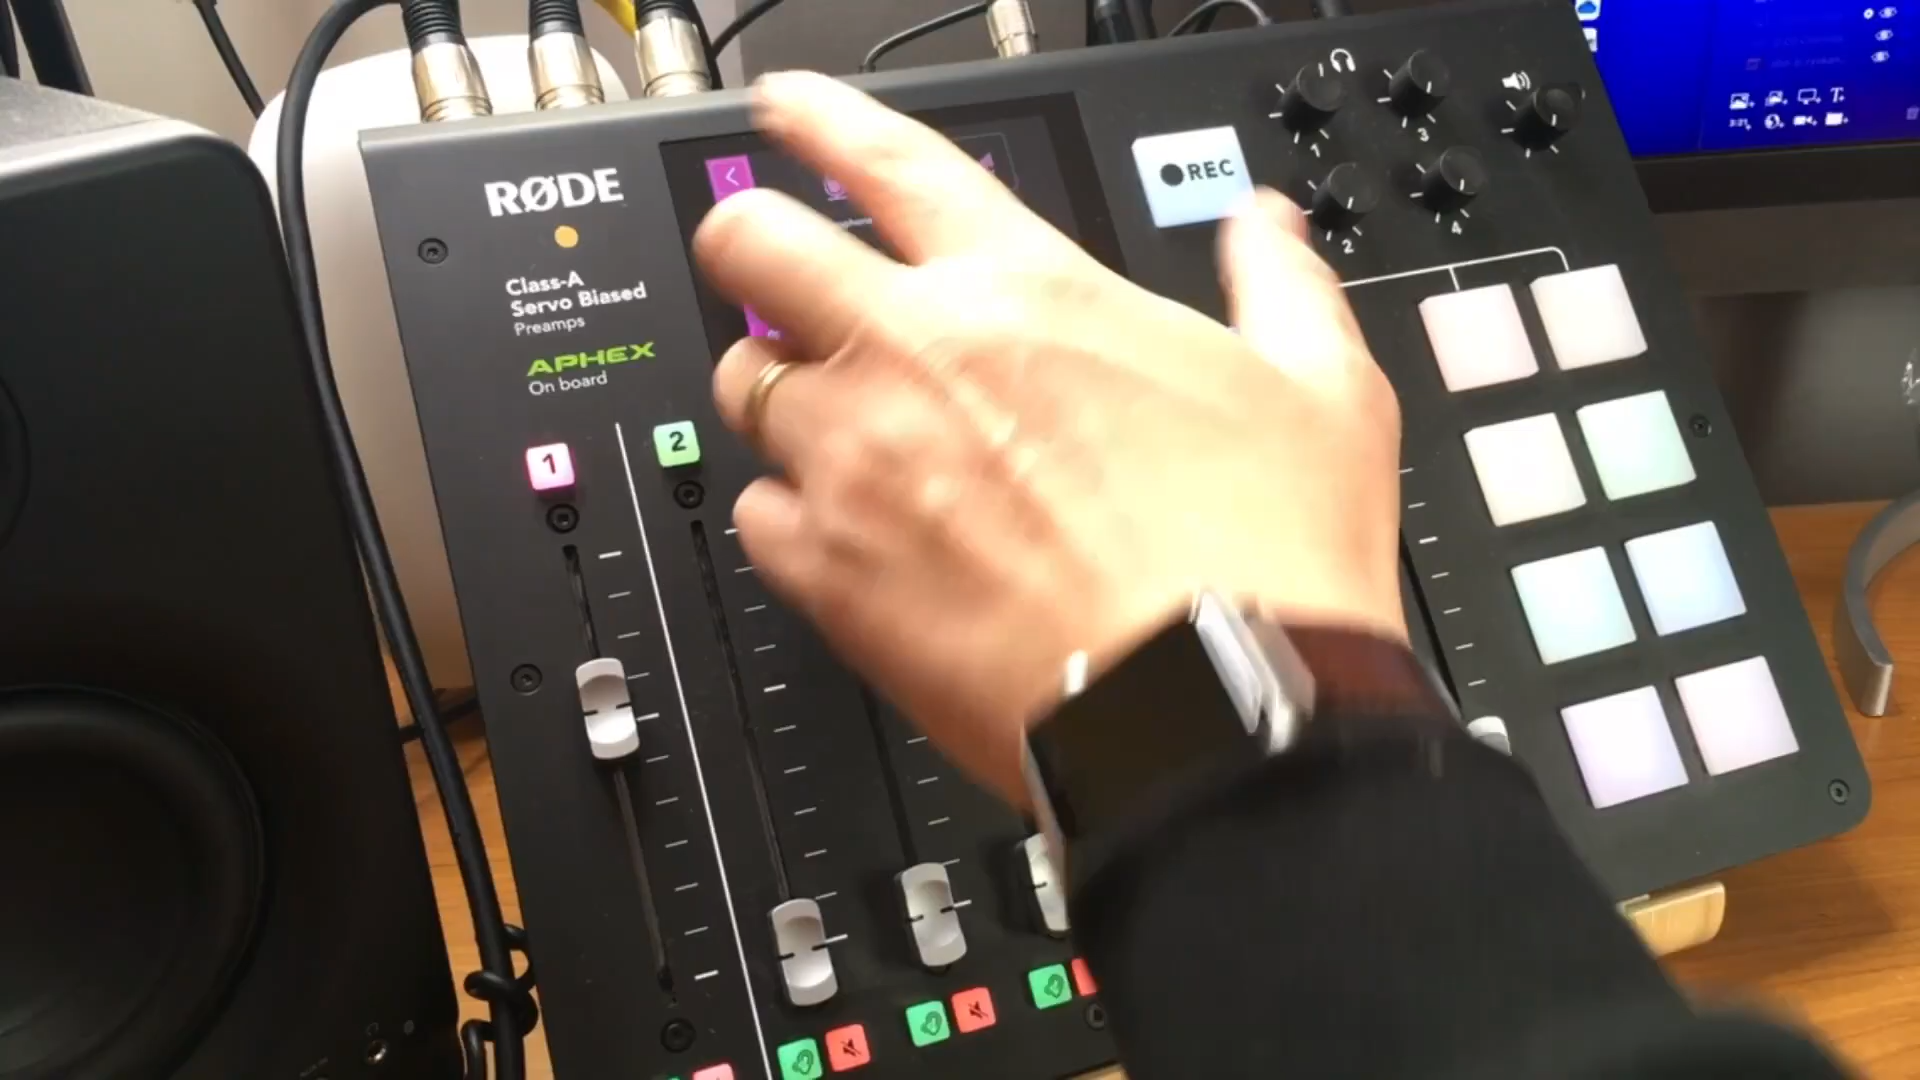 RØDE
Class-A
Servo Biased
Preamps
APHEX
On board
REC
1
3
2
4
1
2